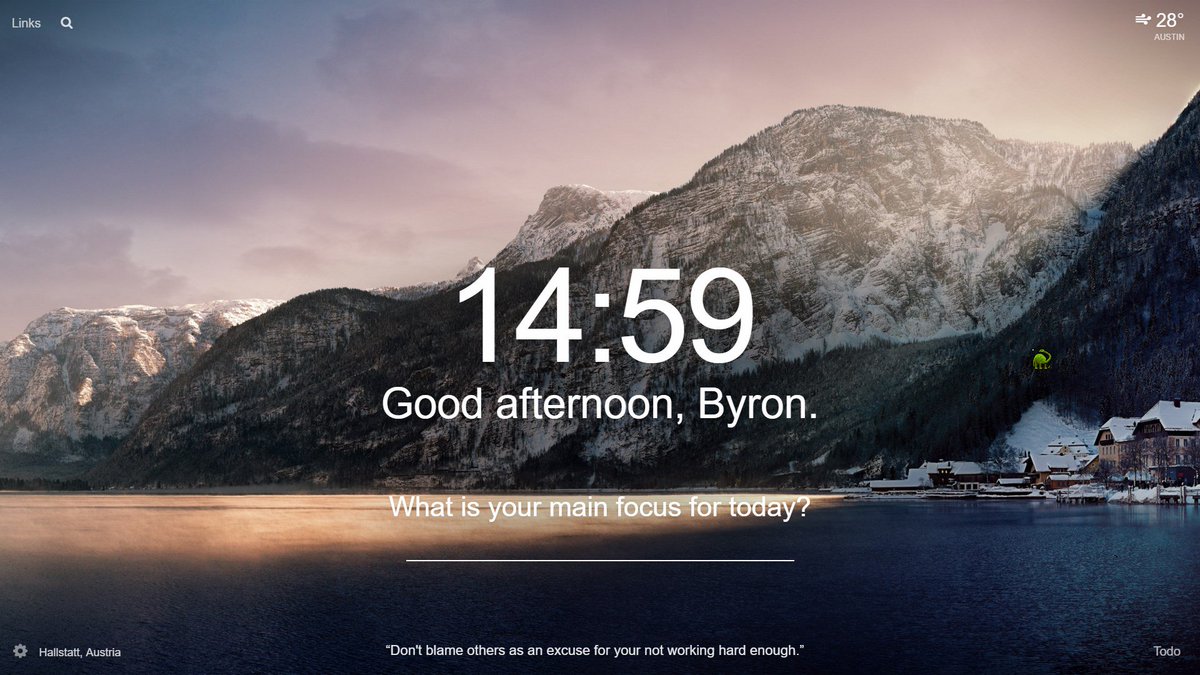 Links
28°
AUSTIN
14:59
Good afternoon, Byron.
What is your main focus for today?
Hallstatt, Austria
“Don't blame others as an excuse for your not working hard enough.”
Todo